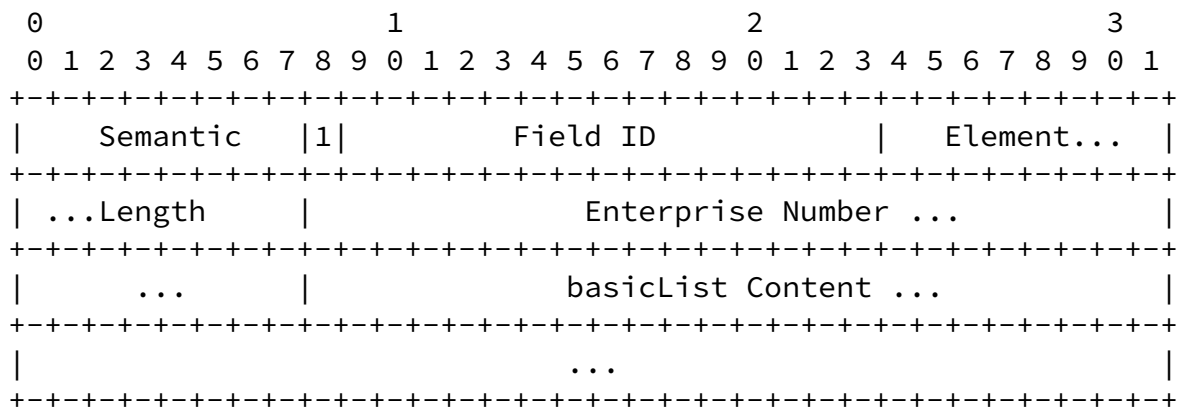 0                   1                   2                   3
 0 1 2 3 4 5 6 7 8 9 0 1 2 3 4 5 6 7 8 9 0 1 2 3 4 5 6 7 8 9 0 1
+-+-+-+-+-+-+-+-+-+-+-+-+-+-+-+-+-+-+-+-+-+-+-+-+-+-+-+-+-+-+-+-+
|    Semantic   |1|         Field ID            |   Element...  |
+-+-+-+-+-+-+-+-+-+-+-+-+-+-+-+-+-+-+-+-+-+-+-+-+-+-+-+-+-+-+-+-+
| ...Length     |               Enterprise Number ...           |
+-+-+-+-+-+-+-+-+-+-+-+-+-+-+-+-+-+-+-+-+-+-+-+-+-+-+-+-+-+-+-+-+
|      ...      |              basicList Content ...            |
+-+-+-+-+-+-+-+-+-+-+-+-+-+-+-+-+-+-+-+-+-+-+-+-+-+-+-+-+-+-+-+-+
|                              ...                              |
+-+-+-+-+-+-+-+-+-+-+-+-+-+-+-+-+-+-+-+-+-+-+-+-+-+-+-+-+-+-+-+-+